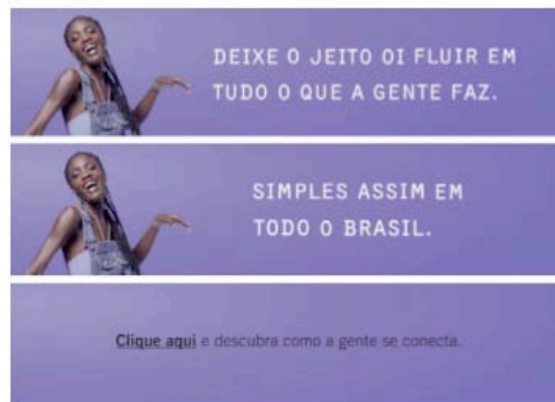 DEIXE O JEITO OI FLUIR EM
TUDO O QUE A GENTE FAZ.
SIMPLES ASSIM EM
TODO O BRASIL.
Clique aqui e descubra como a gente se conecta.